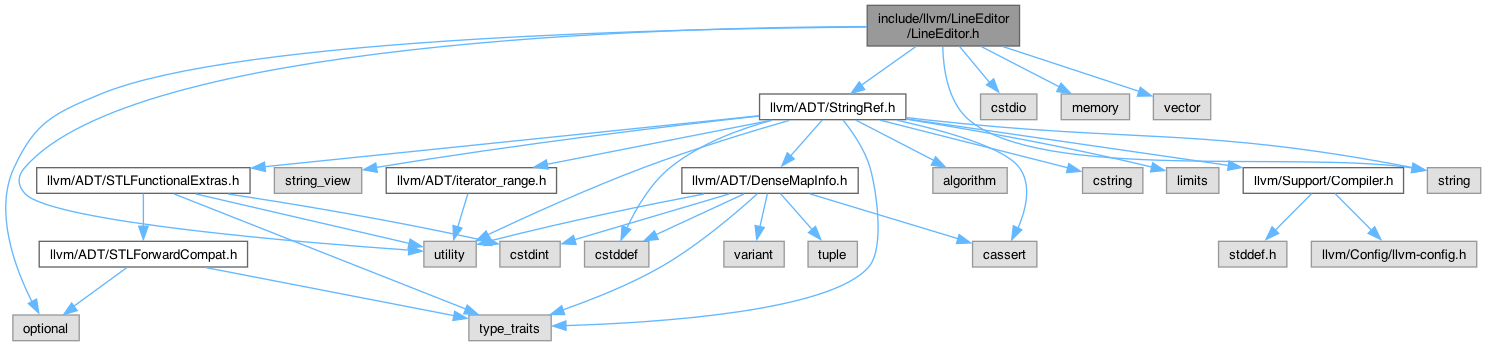 include/llvm/LineEditor
/LineEditor.h
llvm/ADT/StringRef.h
cstdio
memory
vector
llvm/ADT/STLFunctionalExtras.h
string_view
llvm/ADT/iterator_range.h
llvm/ADT/DenseMapInfo.h
algorithm
cstring
limits
llvm/Support/Compiler.h
string
llvm/ADT/STLForwardCompat.h
utility
cstdint
cstddef
variant
tuple
cassert
stddef.h
llvm/Config/llvm-config.h
optional
type_traits